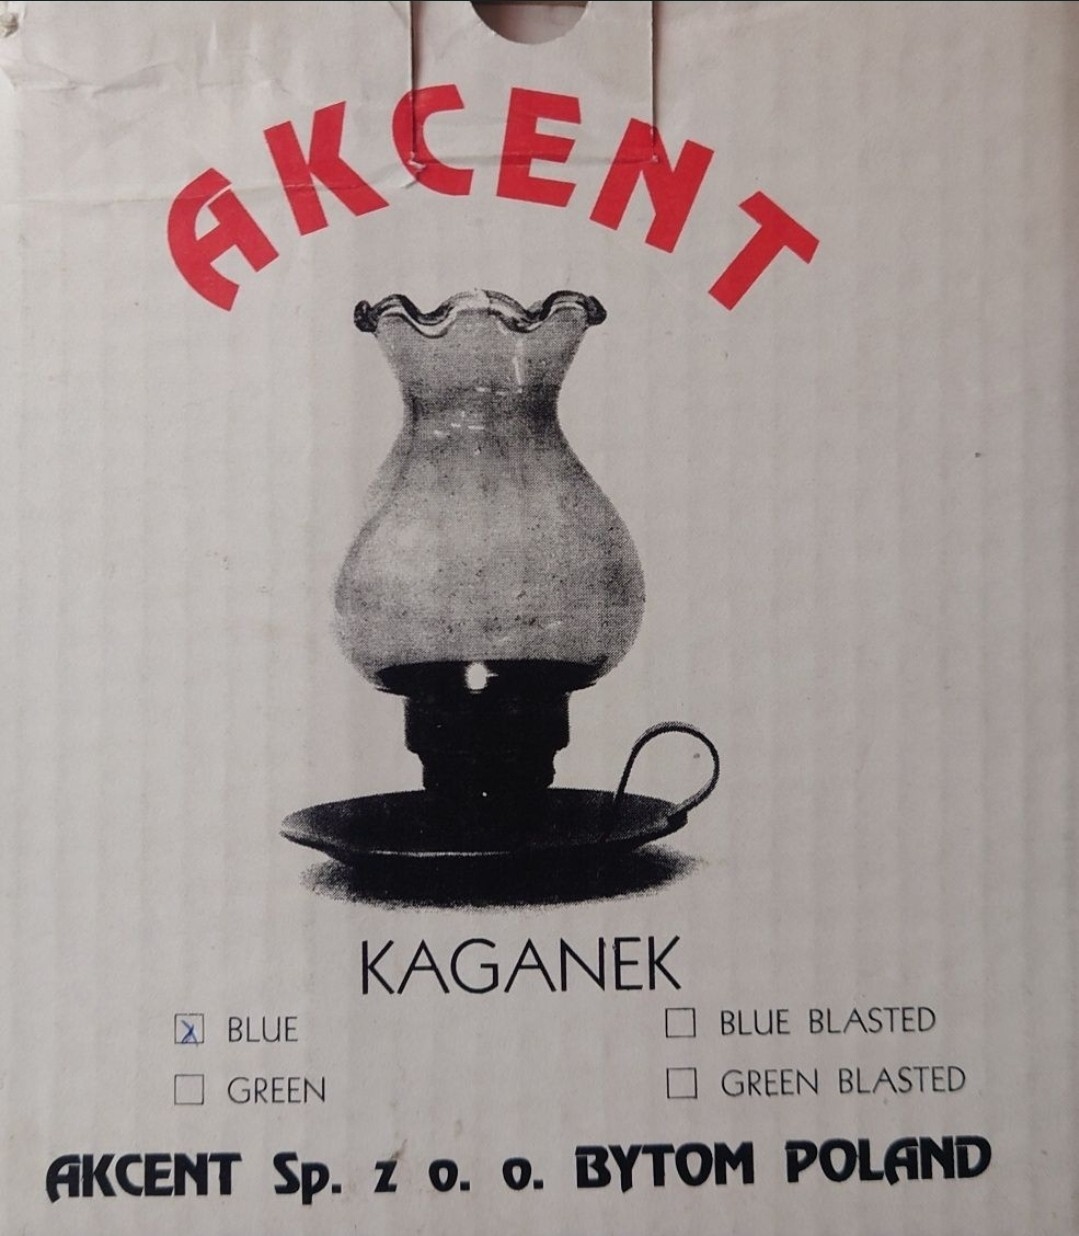 AKCENT
KAGANEK
BLUE
BLUE BLASTED
GREEN
GREEN BLASTED
AKCENT Sp. z o. o. BYTOM POLAND